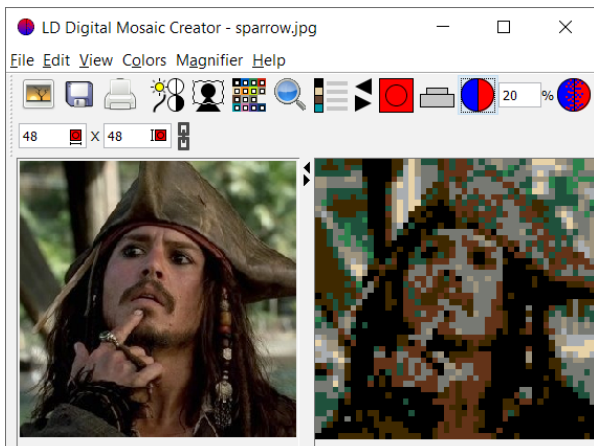 LD Digital Mosaic Creator - sparrow.jpg
File Edit View Colors Magnifier Help
20 %
48 X 48